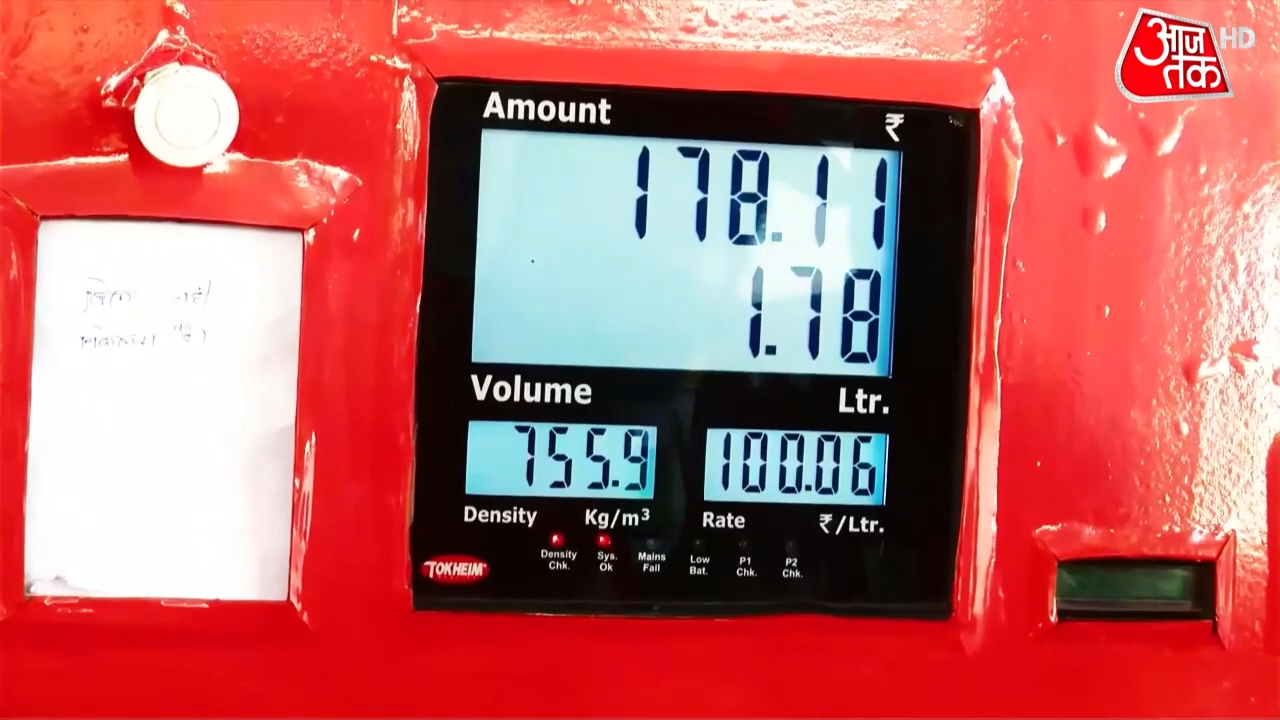 आज तक HD
Amount ₹
178.11
1.78
Volume Ltr.
755.9 100.06
Density Kg/m³ Rate ₹/Ltr.
Density Chk. Sys. Ok Mains Fail Low Bat. P1 Chk. P2 Chk.
TOKHEIM